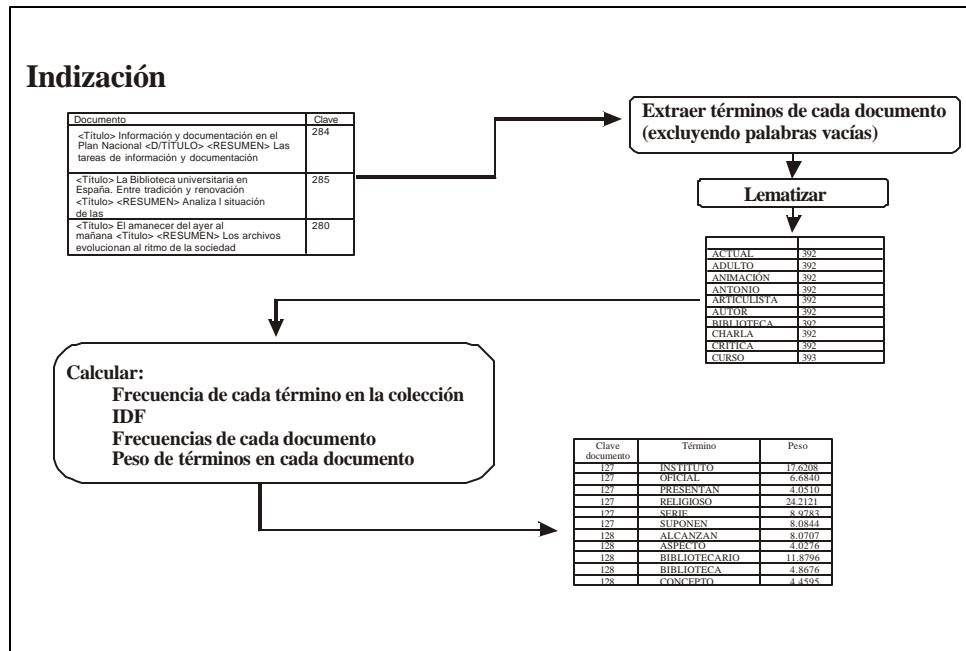 Indización
Documento Clave
<Título> Información y documentación en el 284
Plan Nacional <D/TÍTULO> <RESUMEN> Las
tareas de información y documentación
<Título> La Biblioteca universitaria en 285
España. Entre tradición y renovación
<Título> <RESUMEN> Analiza l situación
de las
<Título> El amanecer del ayer al 280
mañana <Título> <RESUMEN> Los archivos
evolucionan al ritmo de la sociedad
Extraer términos de cada documento
(excluyendo palabras vacías)
Lematizar
ACTUAL 392
ADULTO 392
ANIMACIÓN 392
ANTONIO 392
ARTICULISTA 392
AUTOR 392
BIBLIOTECA 392
CHARLA 392
CRÍTICA 392
CURSO 393
Calcular:
Frecuencia de cada término en la colección
IDF
Frecuencias de cada documento
Peso de términos en cada documento
Clave Término Peso
documento
127 INSTITUTO 17.6208
127 OFICIAL 6.6840
127 PRESENTAN 4.0510
127 RELIGIOSO 24.2121
127 SERIE 8.9783
127 SUPONEN 8.0844
128 ALCANZAN 8.0707
128 ASPECTO 4.0276
128 BIBLIOTECARIO 11.8796
128 BIBLIOTECA 4.8676
128 CONCEPTO 4.4595